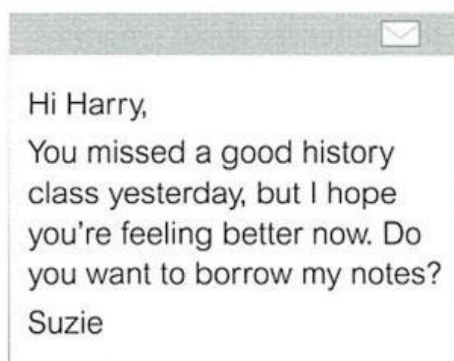 Hi Harry,
You missed a good history
class yesterday, but I hope
you're feeling better now. Do
you want to borrow my notes?
Suzie